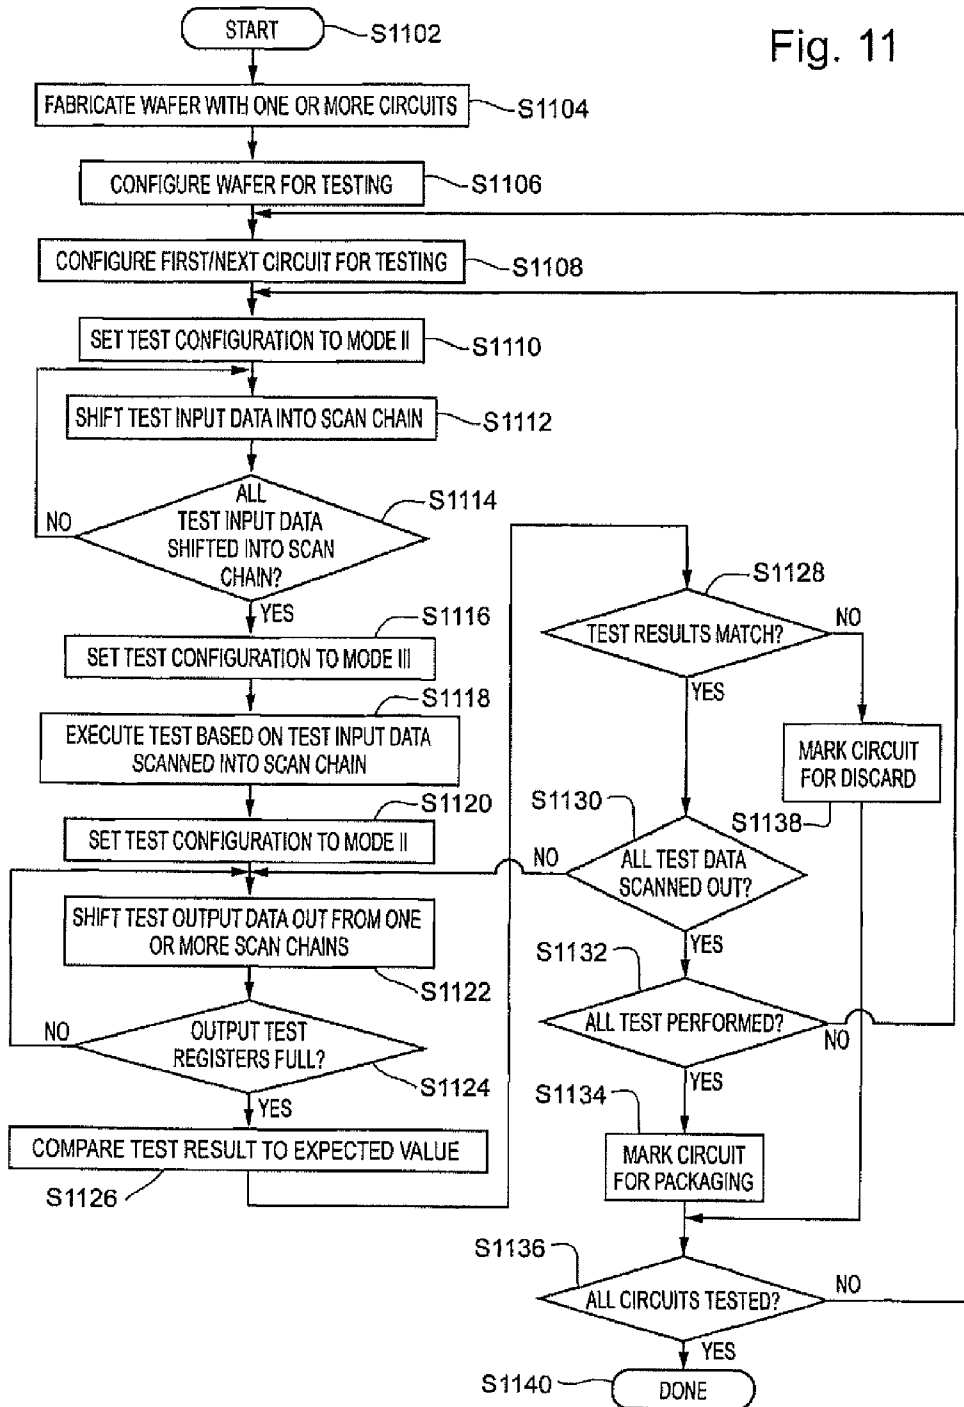 Fig. 11
START
S1102
FABRICATE WAFER WITH ONE OR MORE CIRCUITS
S1104
CONFIGURE WAFER FOR TESTING
S1106
CONFIGURE FIRST/NEXT CIRCUIT FOR TESTING
S1108
SET TEST CONFIGURATION TO MODE II
S1110
SHIFT TEST INPUT DATA INTO SCAN CHAIN
S1112
ALL
TEST INPUT DATA
SHIFTED INTO SCAN
CHAIN?
S1114
NO
YES
S1116
SET TEST CONFIGURATION TO MODE III
S1118
EXECUTE TEST BASED ON TEST INPUT DATA
SCANNED INTO SCAN CHAIN
S1120
SET TEST CONFIGURATION TO MODE II
SHIFT TEST OUTPUT DATA OUT FROM ONE
OR MORE SCAN CHAINS
S1122
OUTPUT TEST
REGISTERS FULL?
S1124
NO
YES
COMPARE TEST RESULT TO EXPECTED VALUE
S1126
S1128
TEST RESULTS MATCH?
NO
YES
MARK CIRCUIT
FOR DISCARD
S1138
S1130
ALL TEST DATA
SCANNED OUT?
NO
YES
S1132
ALL TEST PERFORMED?
NO
YES
S1134
MARK CIRCUIT
FOR PACKAGING
S1136
ALL CIRCUITS TESTED?
NO
YES
S1140
DONE